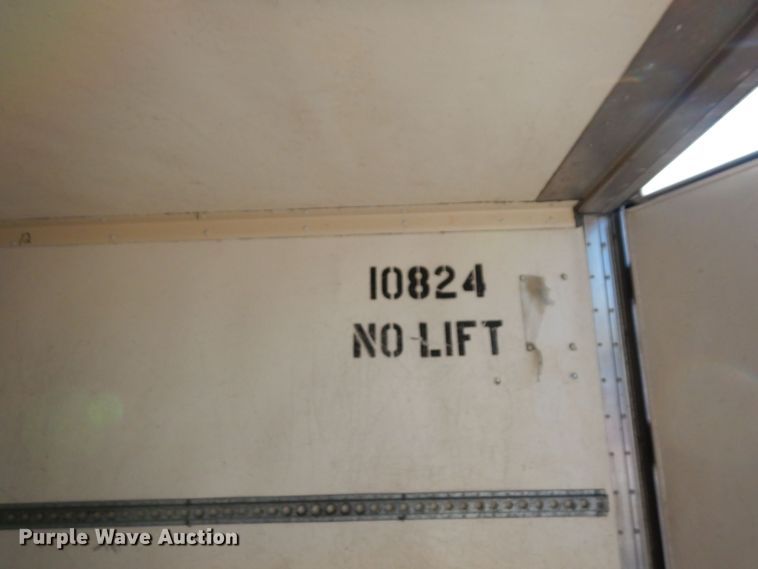 10824
NO LIFT
Purple Wave Auction